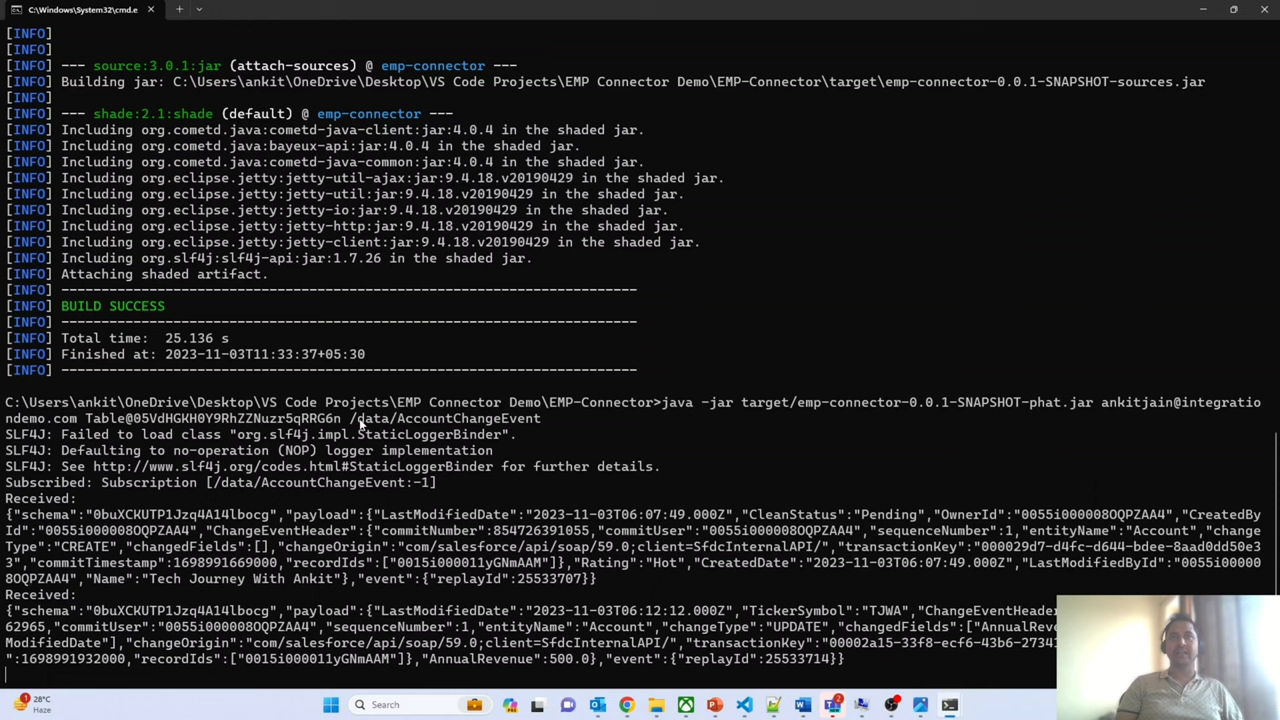 C:\Windows\System32\cmd.e
[INFO]
[INFO]
[INFO] --- source:3.0.1:jar (attach-sources) @ emp-connector ---
[INFO] Building jar: C:\Users\ankit\OneDrive\Desktop\VS Code Projects\EMP Connector Demo\EMP-Connector\target\emp-connector-0.0.1-SNAPSHOT-sources.jar
[INFO]
[INFO] --- shade:2.1:shade (default) @ emp-connector ---
[INFO] Including org.cometd.java:cometd-java-client:jar:4.0.4 in the shaded jar.
[INFO] Including org.cometd.java:bayeux-api:jar:4.0.4 in the shaded jar.
[INFO] Including org.cometd.java:cometd-java-common:jar:4.0.4 in the shaded jar.
[INFO] Including org.eclipse.jetty:jetty-util-ajax:jar:9.4.18.v20190429 in the shaded jar.
[INFO] Including org.eclipse.jetty:jetty-util:jar:9.4.18.v20190429 in the shaded jar.
[INFO] Including org.eclipse.jetty:jetty-io:jar:9.4.18.v20190429 in the shaded jar.
[INFO] Including org.eclipse.jetty:jetty-http:jar:9.4.18.v20190429 in the shaded jar.
[INFO] Including org.eclipse.jetty:jetty-client:jar:9.4.18.v20190429 in the shaded jar.
[INFO] Including org.slf4j:slf4j-api:jar:1.7.26 in the shaded jar.
[INFO] Attaching shaded artifact.
[INFO] ------------------------------------------------------------------------
[INFO] BUILD SUCCESS
[INFO] ------------------------------------------------------------------------
[INFO] Total time:  25.136 s
[INFO] Finished at: 2023-11-03T11:33:37+05:30
[INFO] ------------------------------------------------------------------------
C:\Users\ankit\OneDrive\Desktop\VS Code Projects\EMP Connector Demo\EMP-Connector>java -jar target/emp-connector-0.0.1-SNAPSHOT-phat.jar ankitjain@integratio
ndemo.com Table@05VdHGKH0Y9RhZZNuzr5qRRG6n /data/AccountChangeEvent
SLF4J: Failed to load class "org.slf4j.impl.StaticLoggerBinder".
SLF4J: Defaulting to no-operation (NOP) logger implementation
SLF4J: See http://www.slf4j.org/codes.html#StaticLoggerBinder for further details.
Subscribed: Subscription [/data/AccountChangeEvent:-1]
Received:
{"schema":"0buXCKUTP1Jzq4A14lbocg","payload":{"LastModifiedDate":"2023-11-03T06:07:49.000Z","CleanStatus":"Pending","OwnerId":"0055i000008OQPZAA4","CreatedBy
Id":"0055i000008OQPZAA4","ChangeEventHeader":{"commitNumber":854726391055,"commitUser":"0055i000008OQPZAA4","sequenceNumber":1,"entityName":"Account","change
Type":"CREATE","changedFields":[],"changeOrigin":"com/salesforce/api/soap/59.0;client=SfdcInternalAPI/","transactionKey":"000029d7-d4fc-d644-bdee-8aad0dd50e3
3","commitTimestamp":1698991669000,"recordIds":["0015i000011yGNmAAM"]},"Rating":"Hot","CreatedDate":"2023-11-03T06:07:49.000Z","LastModifiedById":"0055i00000
8OQPZAA4","Name":"Tech Journey With Ankit"},"event":{"replayId":25533707}}
Received:
{"schema":"0buXCKUTP1Jzq4A14lbocg","payload":{"LastModifiedDate":"2023-11-03T06:12:12.000Z","TickerSymbol":"TJWA","ChangeEventHeader
62965,"commitUser":"0055i000008OQPZAA4","sequenceNumber":1,"entityName":"Account","changeType":"UPDATE","changedFields":["AnnualRev
ModifiedDate"],"changeOrigin":"com/salesforce/api/soap/59.0;client=SfdcInternalAPI/","transactionKey":"00002a15-33f8-ecf6-43b6-27341
":1698991932000,"recordIds":["0015i000011yGNmAAM"]},"AnnualRevenue":500.0},"event":{"replayId":25533714}}
1
28°C
Haze
Search
2